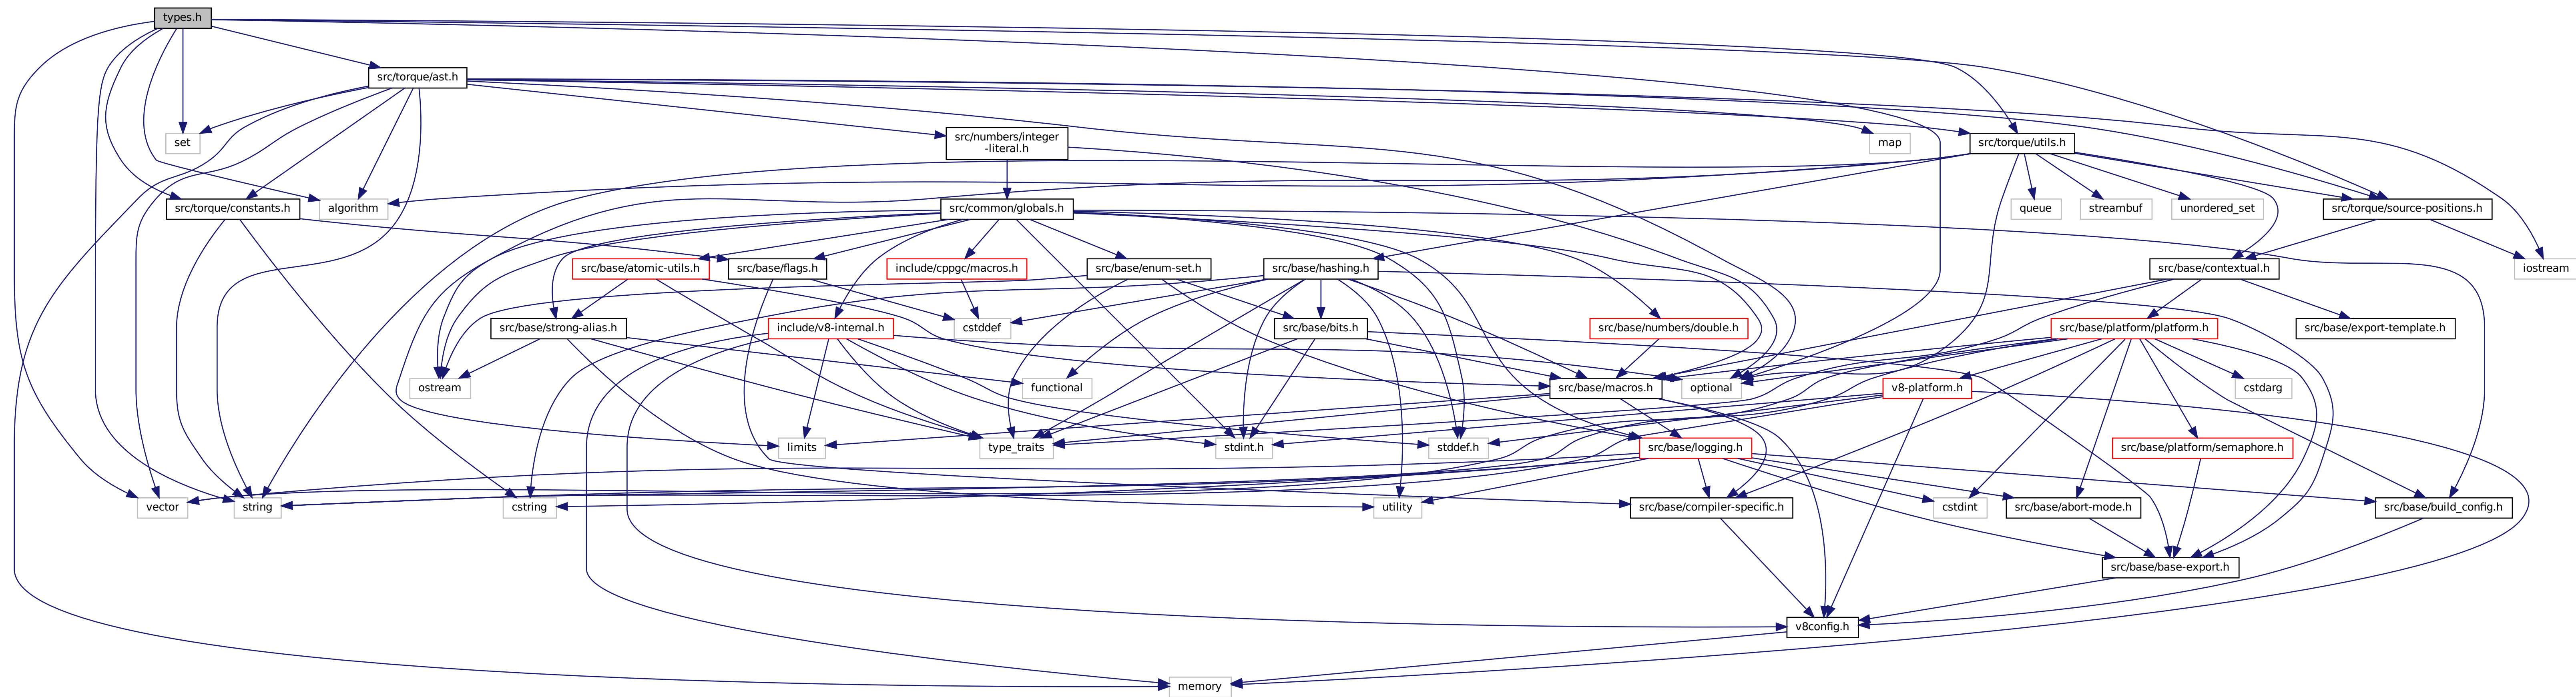 types.h
src/torque/ast.h
set
src/numbers/integer
-literal.h
map
src/torque/utils.h
src/torque/constants.h
algorithm
src/common/globals.h
queue
streambuf
unordered_set
src/torque/source-positions.h
src/base/atomic-utils.h
src/base/flags.h
include/cppgc/macros.h
src/base/enum-set.h
src/base/hashing.h
src/base/contextual.h
iostream
src/base/strong-alias.h
include/v8-internal.h
cstddef
src/base/bits.h
src/base/numbers/double.h
src/base/platform/platform.h
src/base/export-template.h
ostream
functional
src/base/macros.h
optional
v8-platform.h
cstdarg
limits
type_traits
stdint.h
stddef.h
src/base/logging.h
src/base/platform/semaphore.h
vector
string
cstring
utility
src/base/compiler-specific.h
cstdint
src/base/abort-mode.h
src/base/build_config.h
src/base/base-export.h
v8config.h
memory